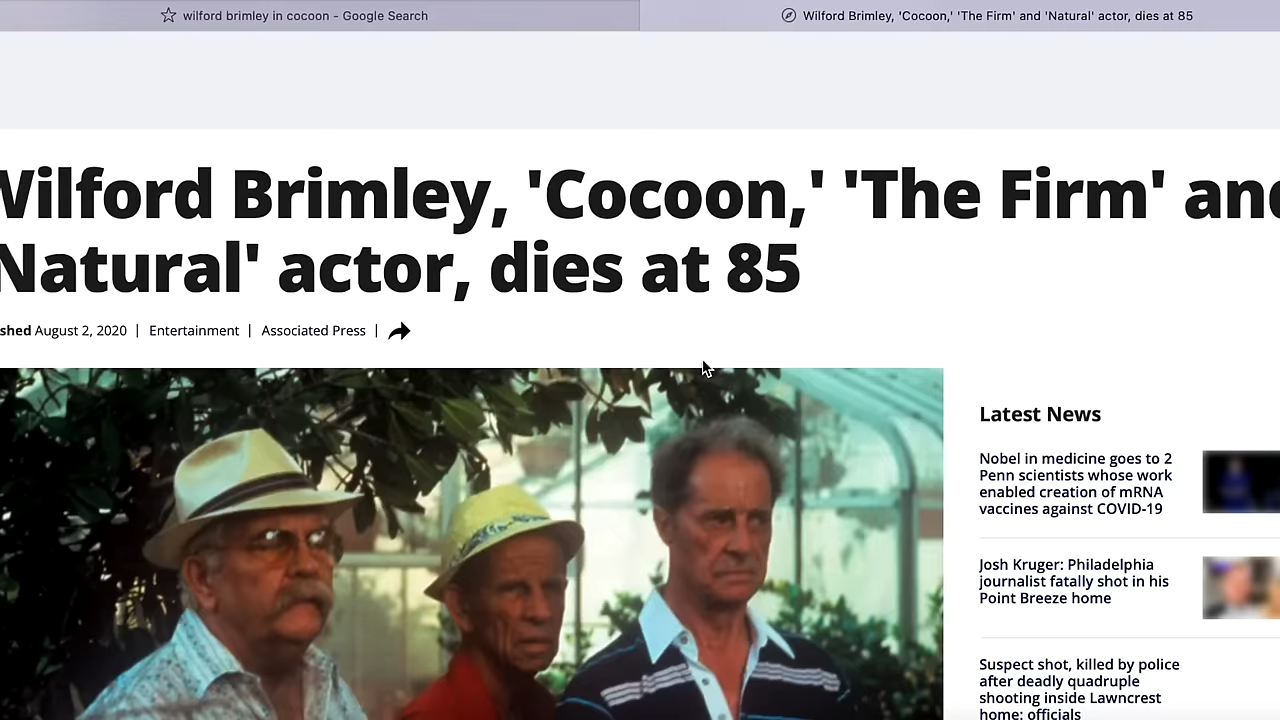 wilford brimley in cocoon - Google Search
Wilford Brimley, 'Cocoon,' 'The Firm' and 'Natural' actor, dies at 85
Wilford Brimley, 'Cocoon,' 'The Firm' and
Natural' actor, dies at 85
shed August 2, 2020 | Entertainment | Associated Press |
Latest News
Nobel in medicine goes to 2
Penn scientists whose work
enabled creation of mRNA
vaccines against COVID-19
Josh Kruger: Philadelphia
journalist fatally shot in his
Point Breeze home
Suspect shot, killed by police
after deadly quadruple
shooting inside Lawncrest
home: officials